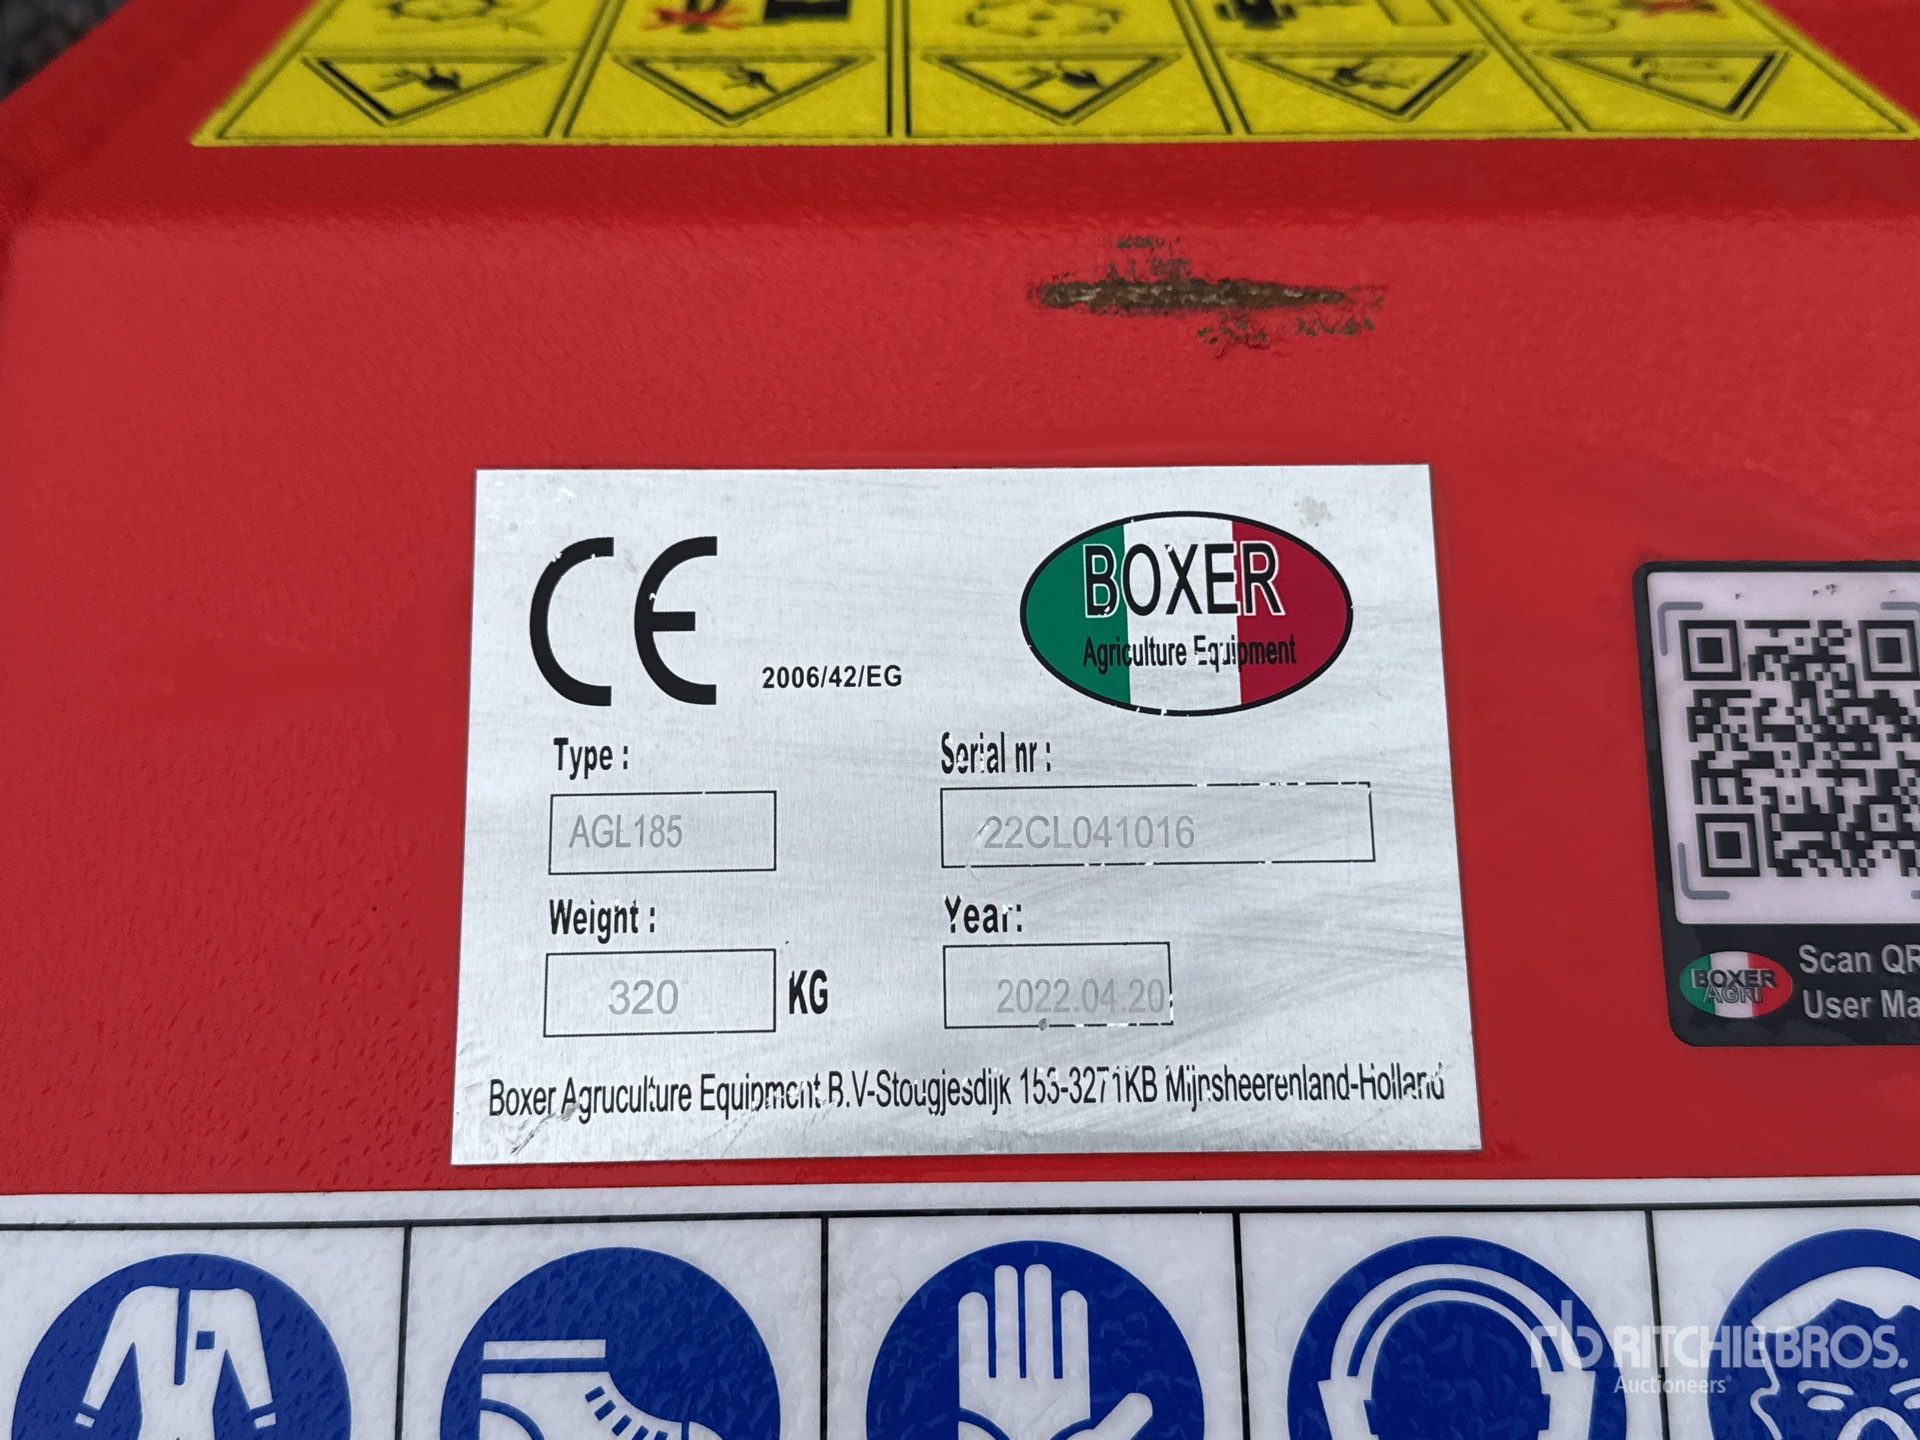 CE
2006/42/EG
BOXER
Agriculture Equipment
Type :
Serial nr :
AGL185
22CL041016
Weight :
Year:
320
KG
2022.04.20
Boxer Agruculture Equipment B.V-Stougjesdijk 153-3271KB Mijnsheerenland-Holland
BOXER
AGRI
Scan QR
User Ma
rb RITCHIE BROS.
Auctioneers